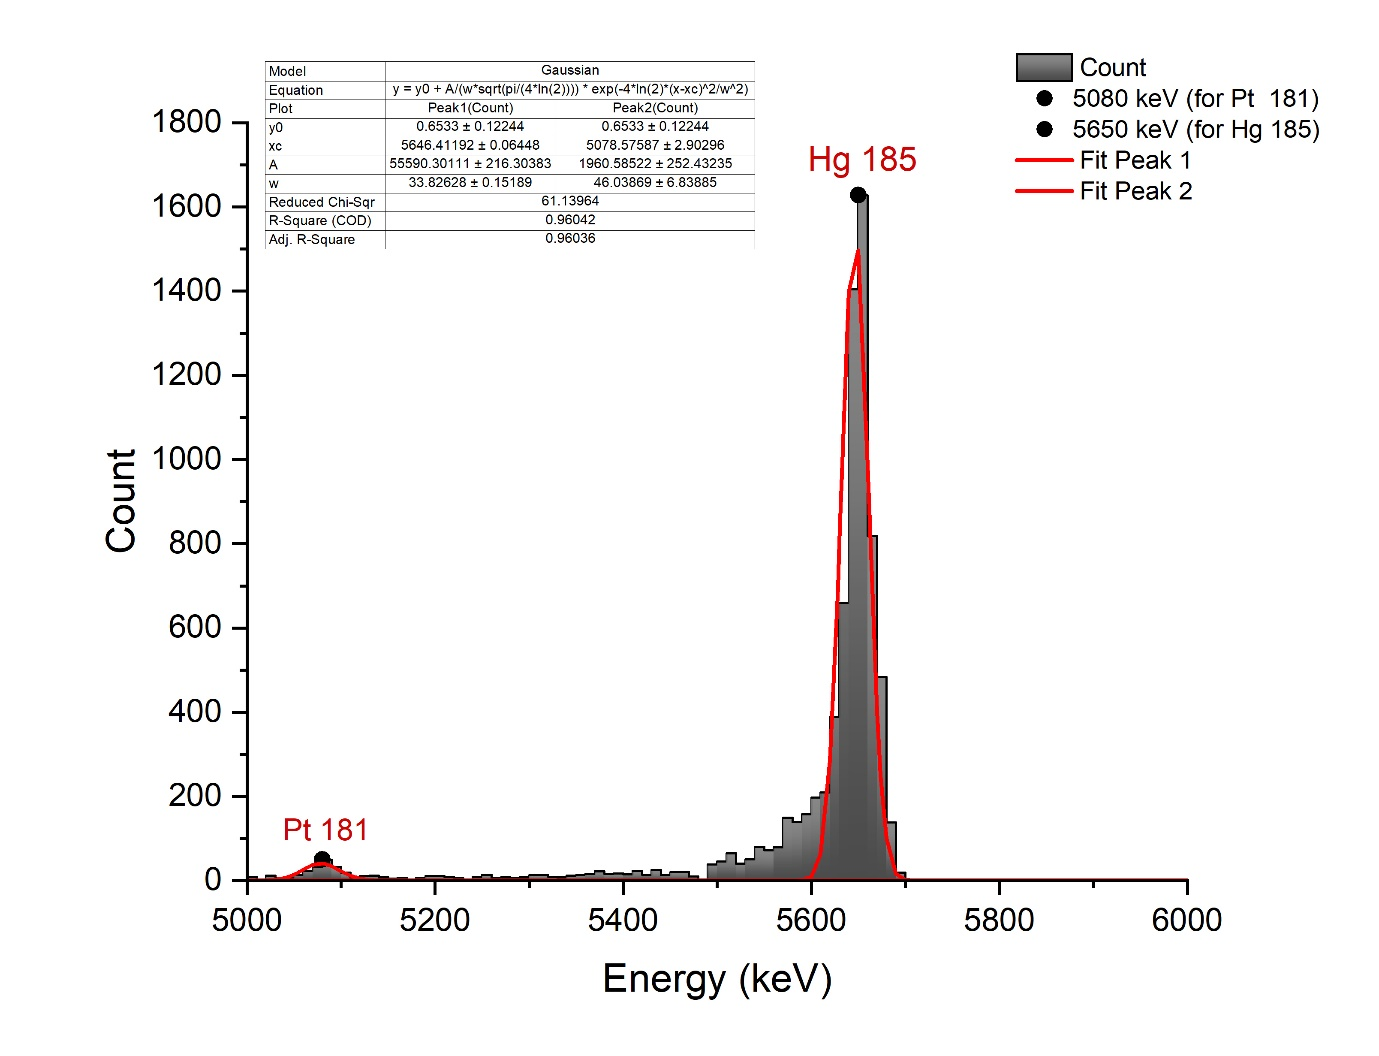 Model Gaussian
Equation y = y0 + A/(w*sqrt(pi/(4*ln(2)))) * exp(-4*ln(2)*(x-xc)^2/w^2)
Plot Peak1(Count) Peak2(Count)
y0 0.6533 ± 0.12244 0.6533 ± 0.12244
xc 5646.41192 ± 0.06448 5078.57587 ± 2.90296
A 55590.30111 ± 216.30383 1960.58522 ± 252.43235
w 33.82628 ± 0.15189 46.03869 ± 6.83885
Reduced Chi-Sqr 61.13964
R-Square (COD) 0.96042
Adj. R-Square 0.96036
Count
5080 keV (for Pt 181)
5650 keV (for Hg 185)
Fit Peak 1
Fit Peak 2
Hg 185
Pt 181
1800
1600
1400
1200
1000
800
600
400
200
0
Count
5000 5200 5400 5600 5800 6000
Energy (keV)